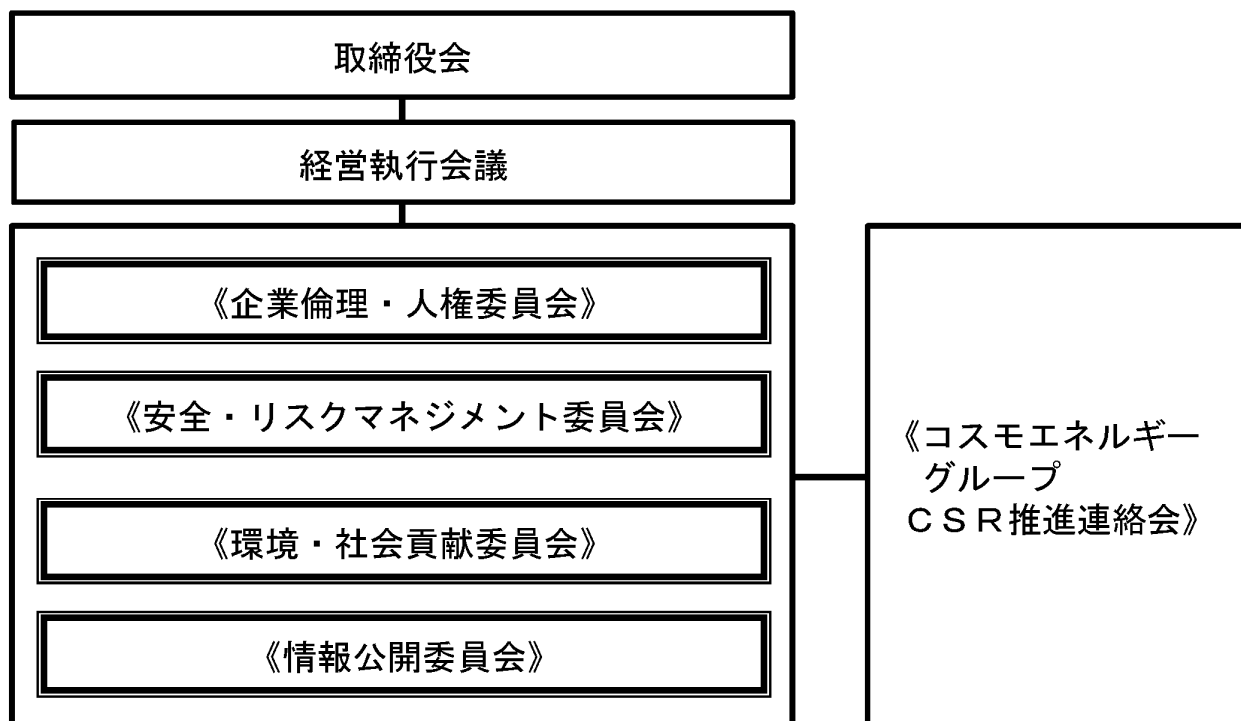 取締役会
経営執行会議
《企業倫理・人権委員会》
《安全・リスクマネジメント委員会》
《環境・社会貢献委員会》
《情報公開委員会》
《コスモエネルギー
グループ
ＣＳＲ推進連絡会》